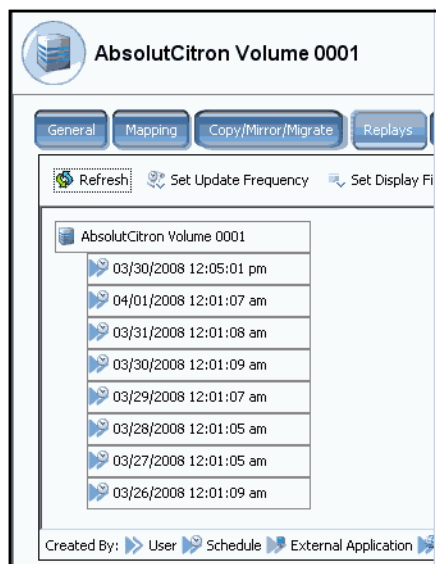 AbsolutCitron Volume 0001
General Mapping Copy/Mirror/Migrate Replays
Refresh Set Update Frequency Set Display Fi
AbsolutCitron Volume 0001
03/30/2008 12:05:01 pm
04/01/2008 12:01:07 am
03/31/2008 12:01:08 am
03/30/2008 12:01:09 am
03/29/2008 12:01:07 am
03/28/2008 12:01:05 am
03/27/2008 12:01:05 am
03/26/2008 12:01:09 am
Created By: User Schedule External Application